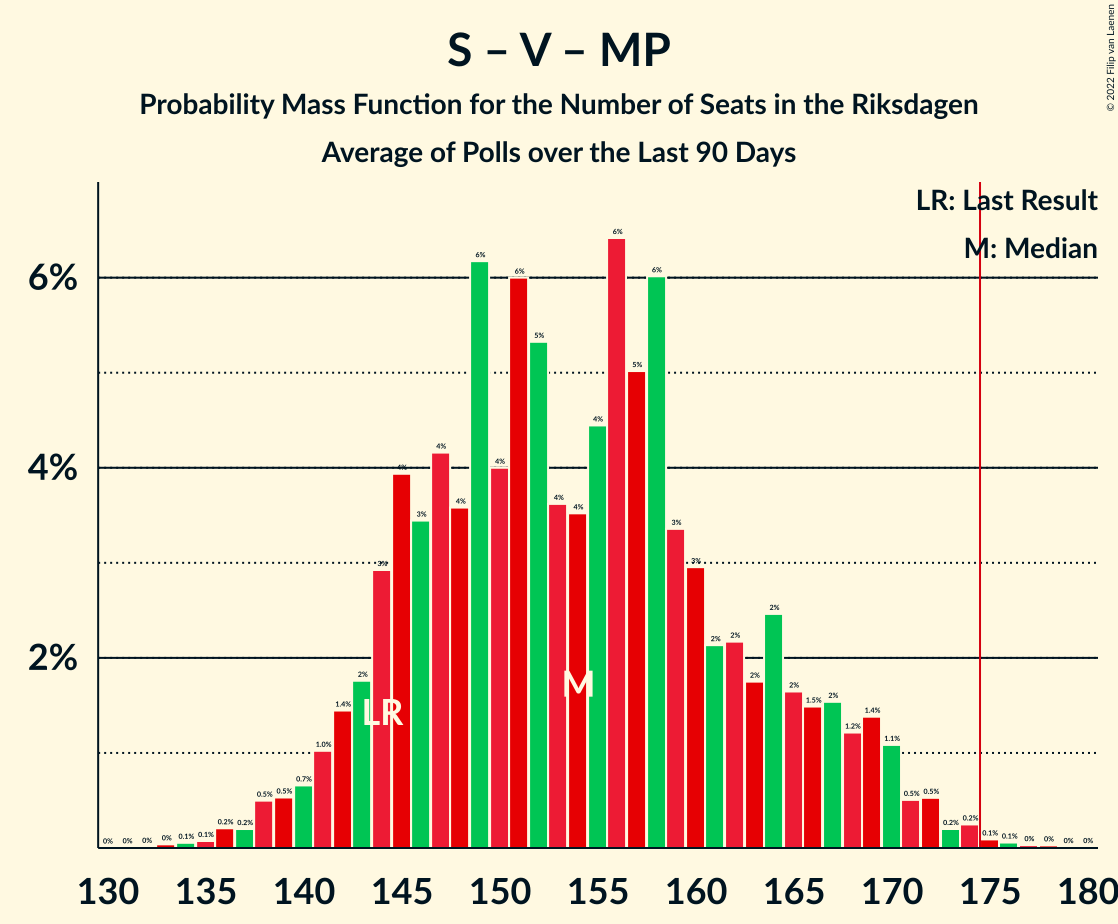 S – V – MP
Probability Mass Function for the Number of Seats in the Riksdagen
Average of Polls over the Last 90 Days
© 2022 Filip van Laenen
LR: Last Result
M: Median
6%
4%
2%
0% 0% 0% 0% 0.1% 0.1% 0.2% 0.2% 0.5% 0.5% 0.7% 1.0% 1.4% 2% 3% 4% 3% 4% 4% 6% 4% 6% 5% 4% 4% 4% 6% 5% 6% 3% 3% 2% 2% 2% 2% 2% 1.5% 2% 1.2% 1.4% 1.1% 0.5% 0.5% 0.2% 0.2% 0.1% 0.1% 0% 0% 0% 0%
LR
M
130 135 140 145 150 155 160 165 170 175 180